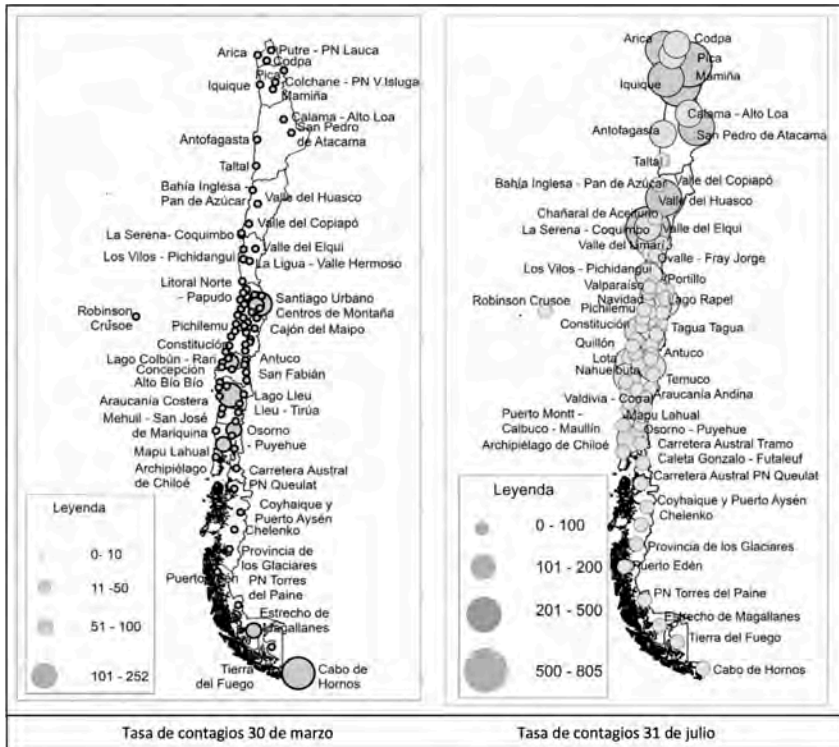 Arica
Putre - PN Lauca
Codpa
Pica
Colchane - PN V.Isluga
Iquique
Mamiña
Calama - Alto Loa
San Pedro
de Atacama
Antofagasta
Taltal
Bahía Inglesa -
Pan de Azúcar
Valle del Huasco
Valle del Copiapó
La Serena - Coquimbo
Valle del Elqui
Los Vilos - Pichidangui
La Ligua - Valle Hermoso
Litoral Norte
- Papudo
Santiago Urbano
Robinson
Crusoe
Centros de Montaña
Pichilemu
Cajón del Maipo
Constitución
Lago Colbún - Rari
Antuco
Concepción
San Fabián
Alto Bío Bío
Araucanía Costera
Lago Lleu
Lleu - Tirúa
Mehuil - San José
de Mariquina
Osorno
- Puyehue
Mapu Lahual
Archipiélago
de Chiloé
Carretera Austral
PN Queulat
Coyhaique y
Puerto Aysén
Chelenko
Provincia de
los Glaciares
Puerto
PN Torres
del Paine
Estrecho de
Magallanes
Tierra
del Fuego
Cabo de
Hornos
Leyenda
0- 10
11 -50
51 - 100
101 - 252
Tasa de contagios 30 de marzo
Arica
Codpa
Pica
Mamiña
Iquique
Calama - Alto Loa
Antofagasta
San Pedro de Atacama
Taltal
Bahía Inglesa - Pan de Azúcar
Valle del Copiapó
Valle del Huasco
Chañaral de Aceituno
La Serena - Coquimbo
Valle del Elqui
Valle del Limarí
Ovalle - Fray Jorge
Los Vilos - Pichidangui
Portillo
Valparaíso
Robinson Crusoe
Navidad
Lago Rapel
Pichilemu
Constitución
Tagua Tagua
Quillón
Lota
Antuco
Nahuelbuta
Temuco
Araucanía Andina
Valdivia - Corral
Puerto Montt -
Calbuco - Maullín
Mapu Lahual
Osorno - Puyehue
Archipiélago de Chiloé
Carretera Austral Tramo
Caleta Gonzalo - Futaleuf
Carretera Austral PN Queulat
Coyhaique y Puerto Aysén
Chelenko
Provincia de los Glaciares
Puerto Edén
PN Torres del Paine
Estrecho de Magallanes
Tierra del Fuego
Cabo de Hornos
Leyenda
0 - 100
101 - 200
201 - 500
500 - 805
Tasa de contagios 31 de julio